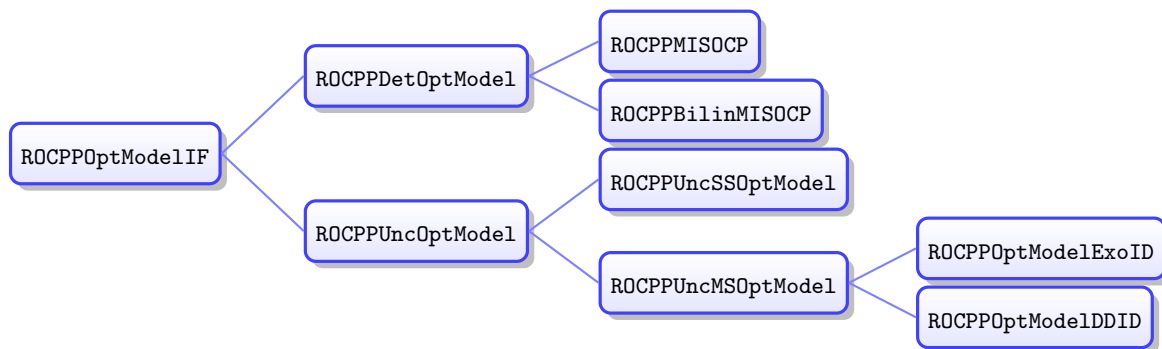 ROCPPOptModelIF
ROCPPDetOptModel
ROCPPMISOCP
ROCPPBilinMISOCP
ROCPPUncOptModel
ROCPPUncSSOptModel
ROCPPUncMSOptModel
ROCPPOptModelExoID
ROCPPOptModelDDID